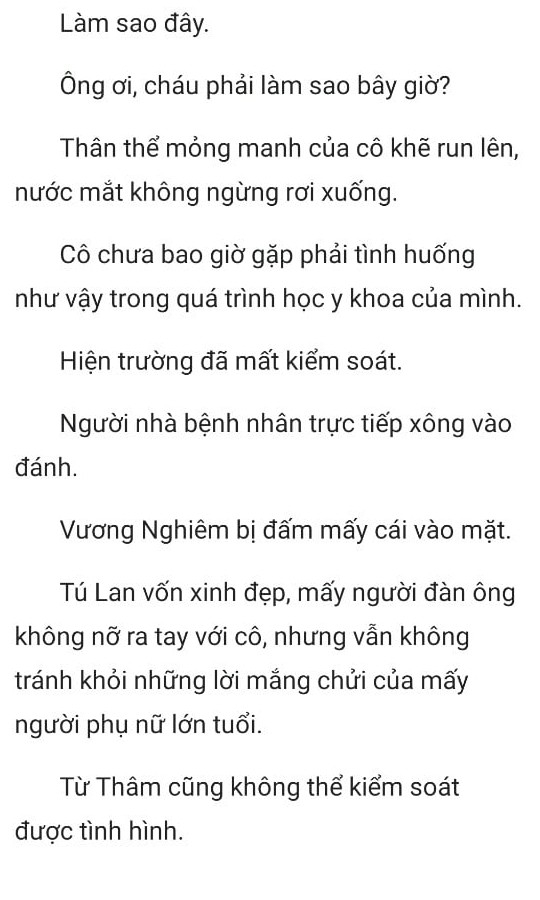 Làm sao đây.
Ông ơi, cháu phải làm sao bây giờ?
Thân thể mỏng manh của cô khẽ run lên,
nước mắt không ngừng rơi xuống.
Cô chưa bao giờ gặp phải tình huống
như vậy trong quá trình học y khoa của mình.
Hiện trường đã mất kiểm soát.
Người nhà bệnh nhân trực tiếp xông vào
đánh.
Vương Nghiêm bị đấm mấy cái vào mặt.
Tú Lan vốn xinh đẹp, mấy người đàn ông
không nỡ ra tay với cô, nhưng vẫn không
tránh khỏi những lời mắng chửi của mấy
người phụ nữ lớn tuổi.
Từ Thâm cũng không thể kiểm soát
được tình hình.